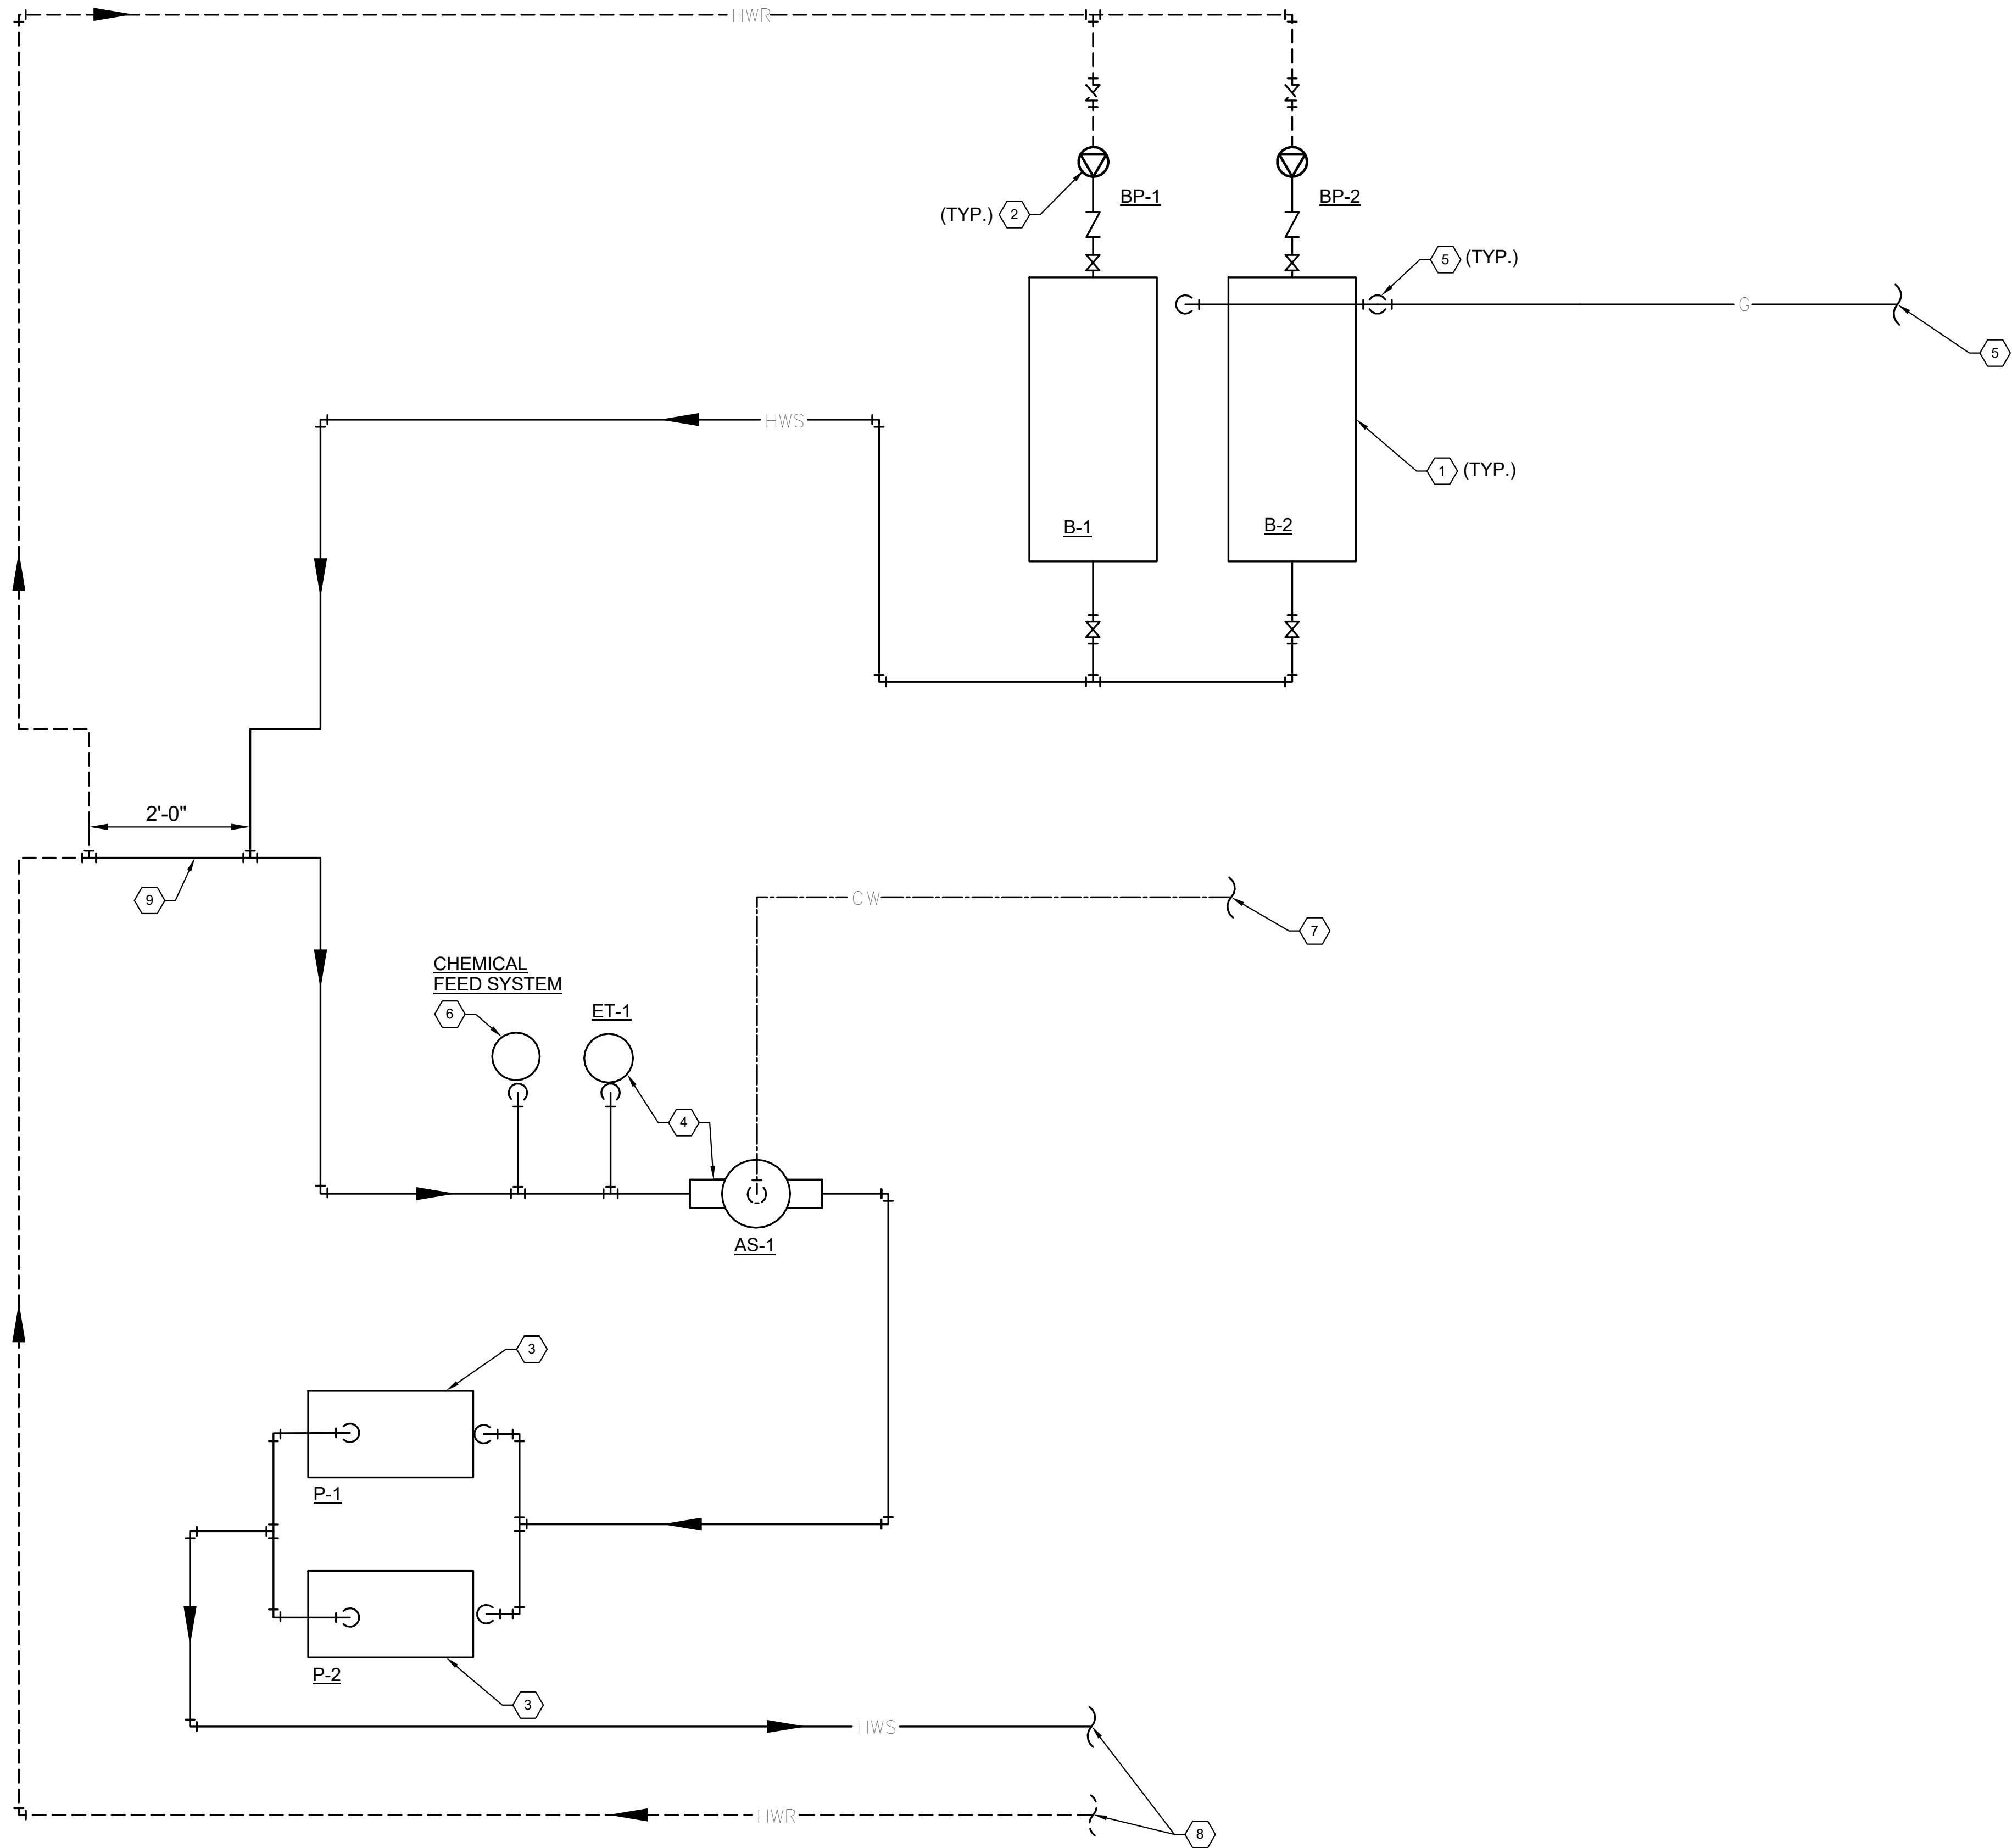 HWR
BP-1
BP-2
(TYP.) 2
5 (TYP.)
G
5
HWS
1 (TYP.)
B-1
B-2
2'-0"
9
CW
7
CHEMICAL
FEED SYSTEM
6
ET-1
4
AS-1
3
P-1
P-2
3
HWS
HWR
8